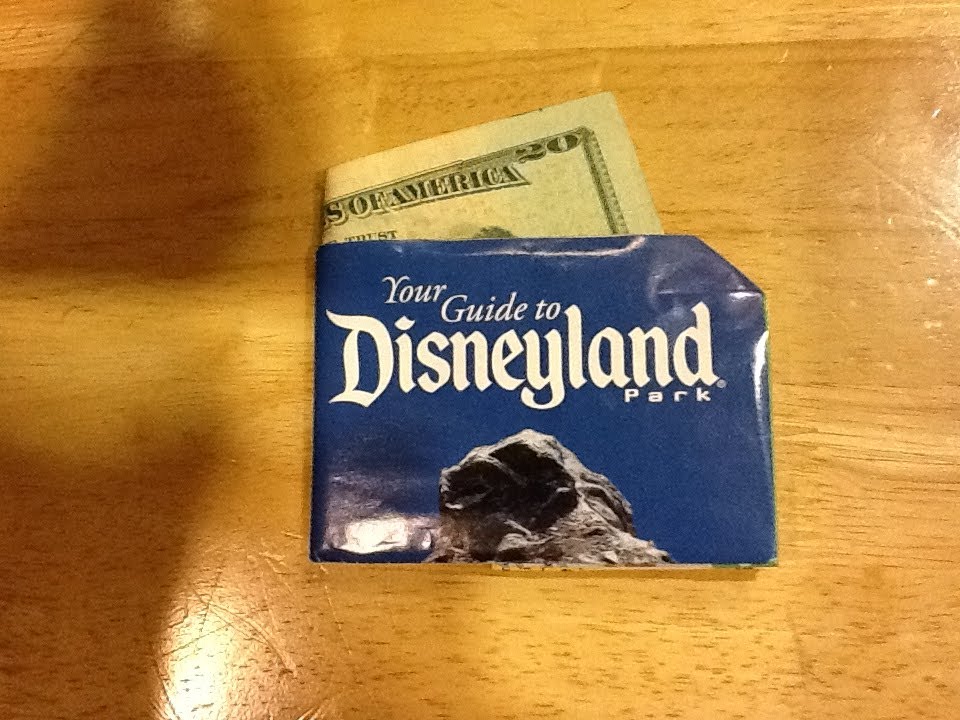 20
S OF AMERICA
TRUST
Your
Guide to
Disneyland®
Park